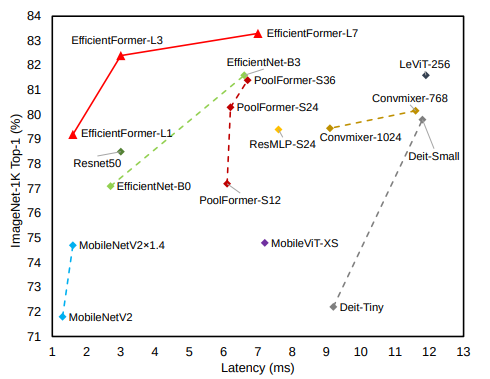 84
83
82
81
80
79
78
77
76
75
74
73
72
71
ImageNet-1K Top-1 (%)
EfficientFormer-L3
EfficientFormer-L7
EfficientNet-B3
LeViT-256
PoolFormer-S36
Convmixer-768
PoolFormer-S24
EfficientFormer-L1
ResMLP-S24
Convmixer-1024
Resnet50
Deit-Small
EfficientNet-B0
PoolFormer-S12
MobileNetV2×1.4
MobileViT-XS
Deit-Tiny
MobileNetV2
1 2 3 4 5 6 7 8 9 10 11 12 13
Latency (ms)